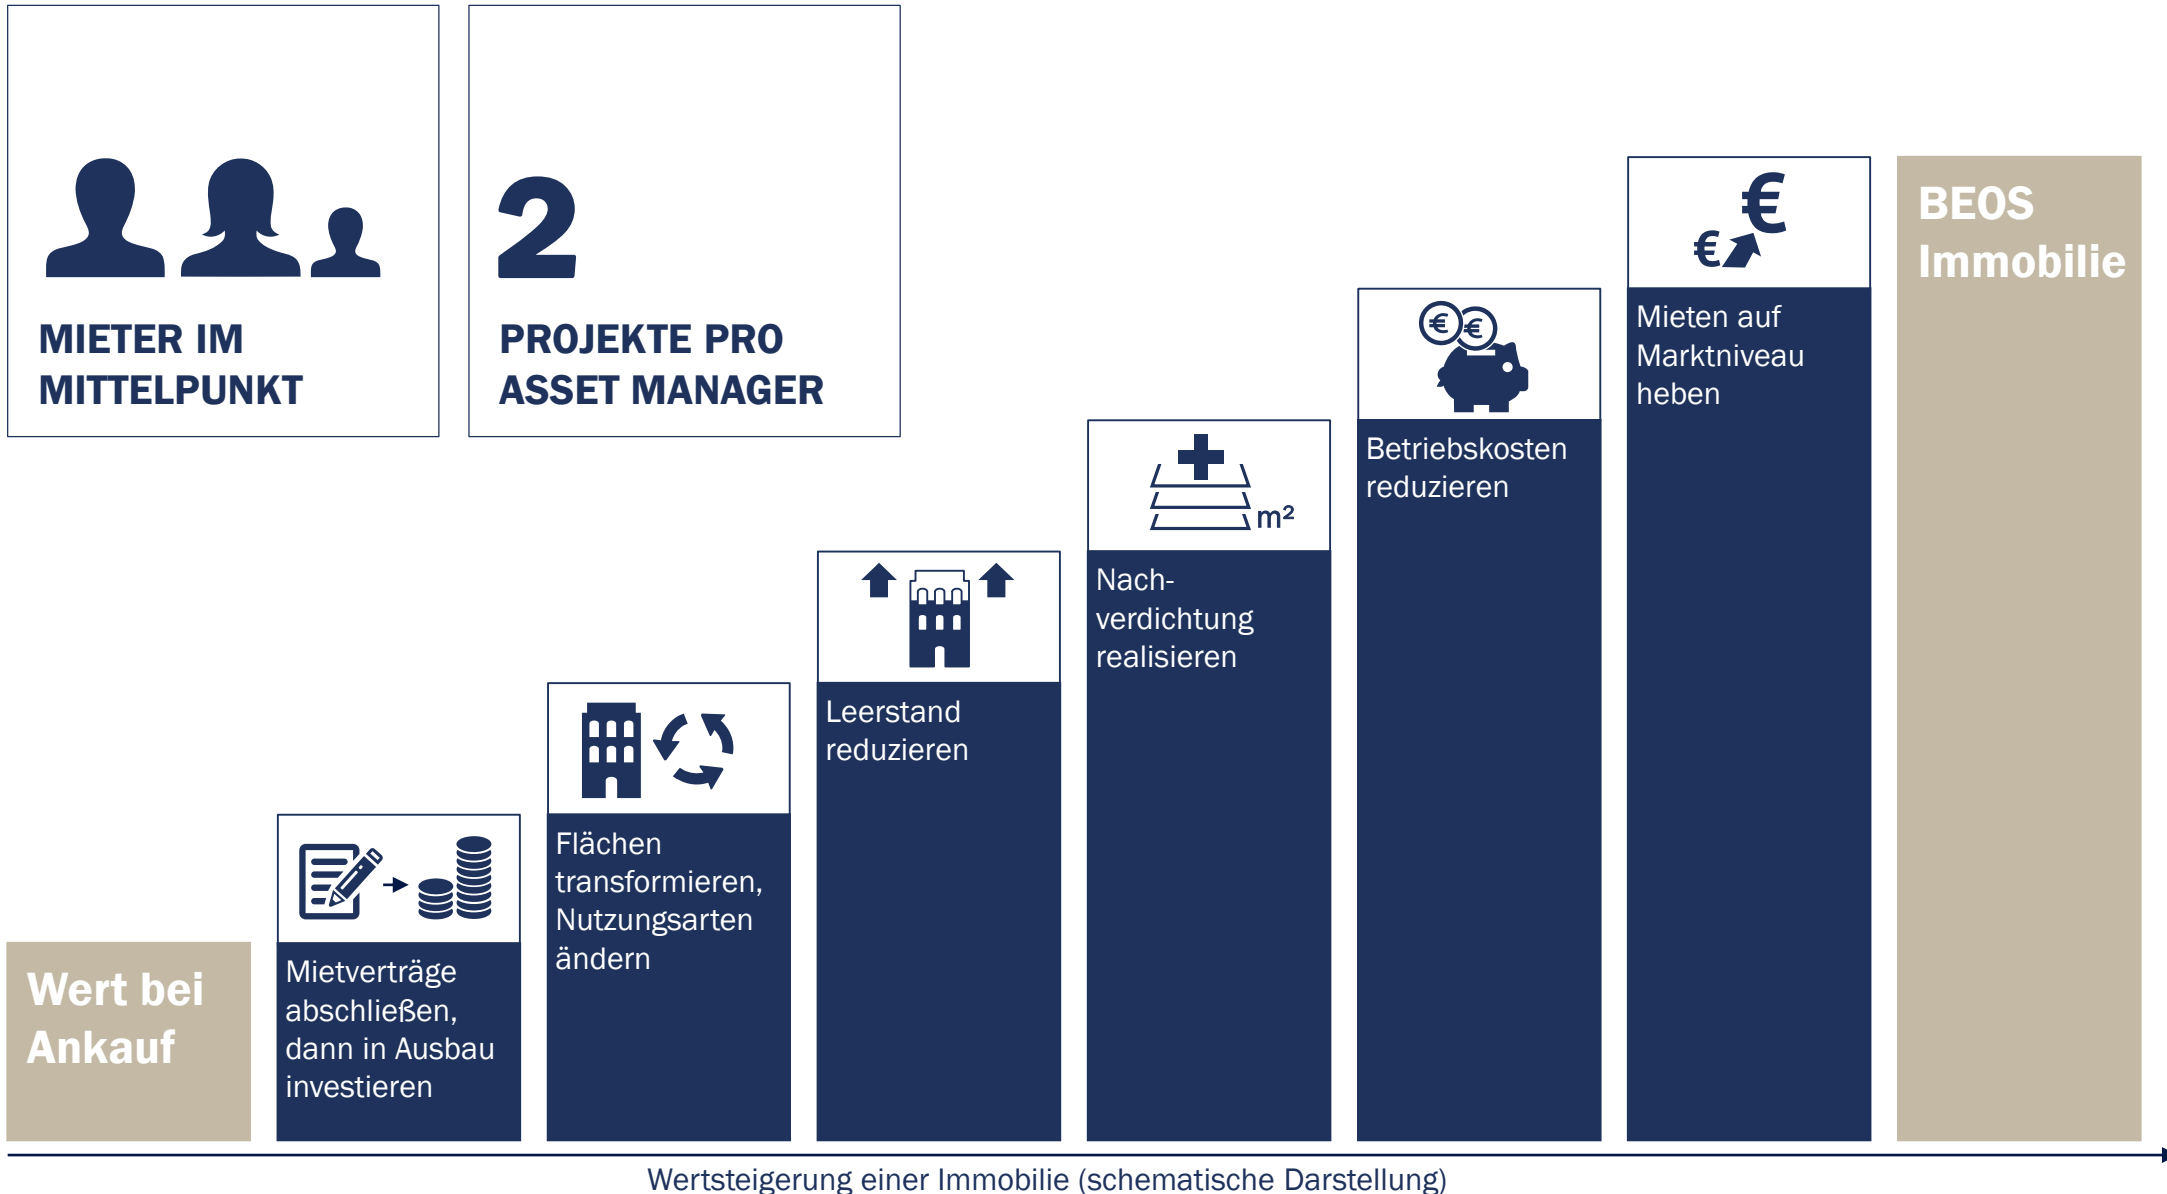 2
MIETER IM
MITTELPUNKT
PROJEKTE PRO
ASSET MANAGER
Wert bei
Ankauf
Mietverträge
abschließen,
dann in Ausbau
investieren
Flächen
transformieren,
Nutzungsarten
ändern
Leerstand
reduzieren
m²
Nach-
verdichtung
realisieren
€ €
Betriebskosten
reduzieren
€
€
Mieten auf
Marktniveau
heben
BEOS
Immobilie
Wertsteigerung einer Immobilie (schematische Darstellung)